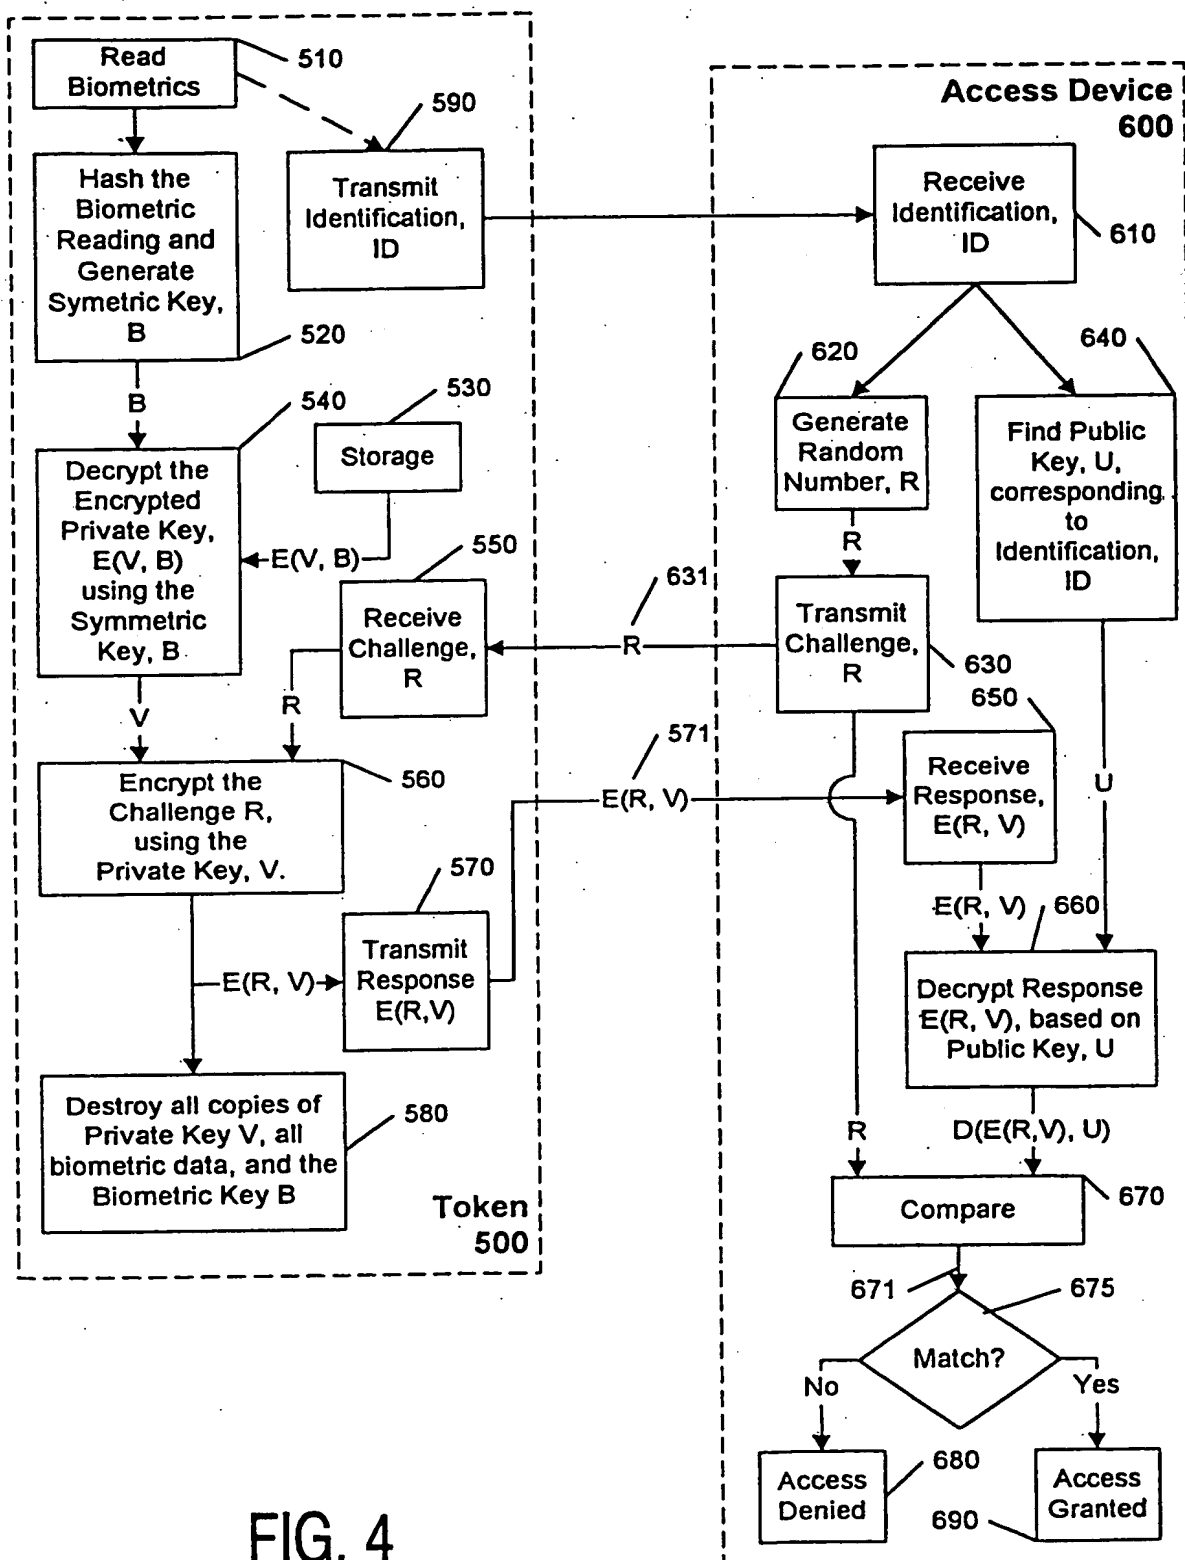 Read
Biometrics
510
590
Hash the
Biometric
Reading and
Generate
Symetric Key,
B
520
Transmit
Identification,
ID
B
540
530
Storage
Decrypt the
Encrypted
Private Key,
E(V, B)
using the
Symmetric
Key, B
E(V, B)
550
Receive
Challenge,
R
V
R
Encrypt the
Challenge R,
using the
Private Key, V.
560
570
Transmit
Response
E(R,V)
E(R, V)
Destroy all copies of
Private Key V, all
biometric data, and the
Biometric Key B
580
Token
500
631
R
571
E(R, V)
Access Device
600
Receive
Identification,
ID
610
620
640
Generate
Random
Number, R
Find Public
Key, U,
corresponding
to
Identification,
ID
R
Transmit
Challenge,
R
630
650
Receive
Response,
E(R, V)
U
E(R, V)
660
Decrypt Response
E(R, V), based on
Public Key, U
R
D(E(R,V), U)
Compare
670
671
675
Match?
No
Yes
Access
Denied
680
Access
Granted
690
FIG. 4